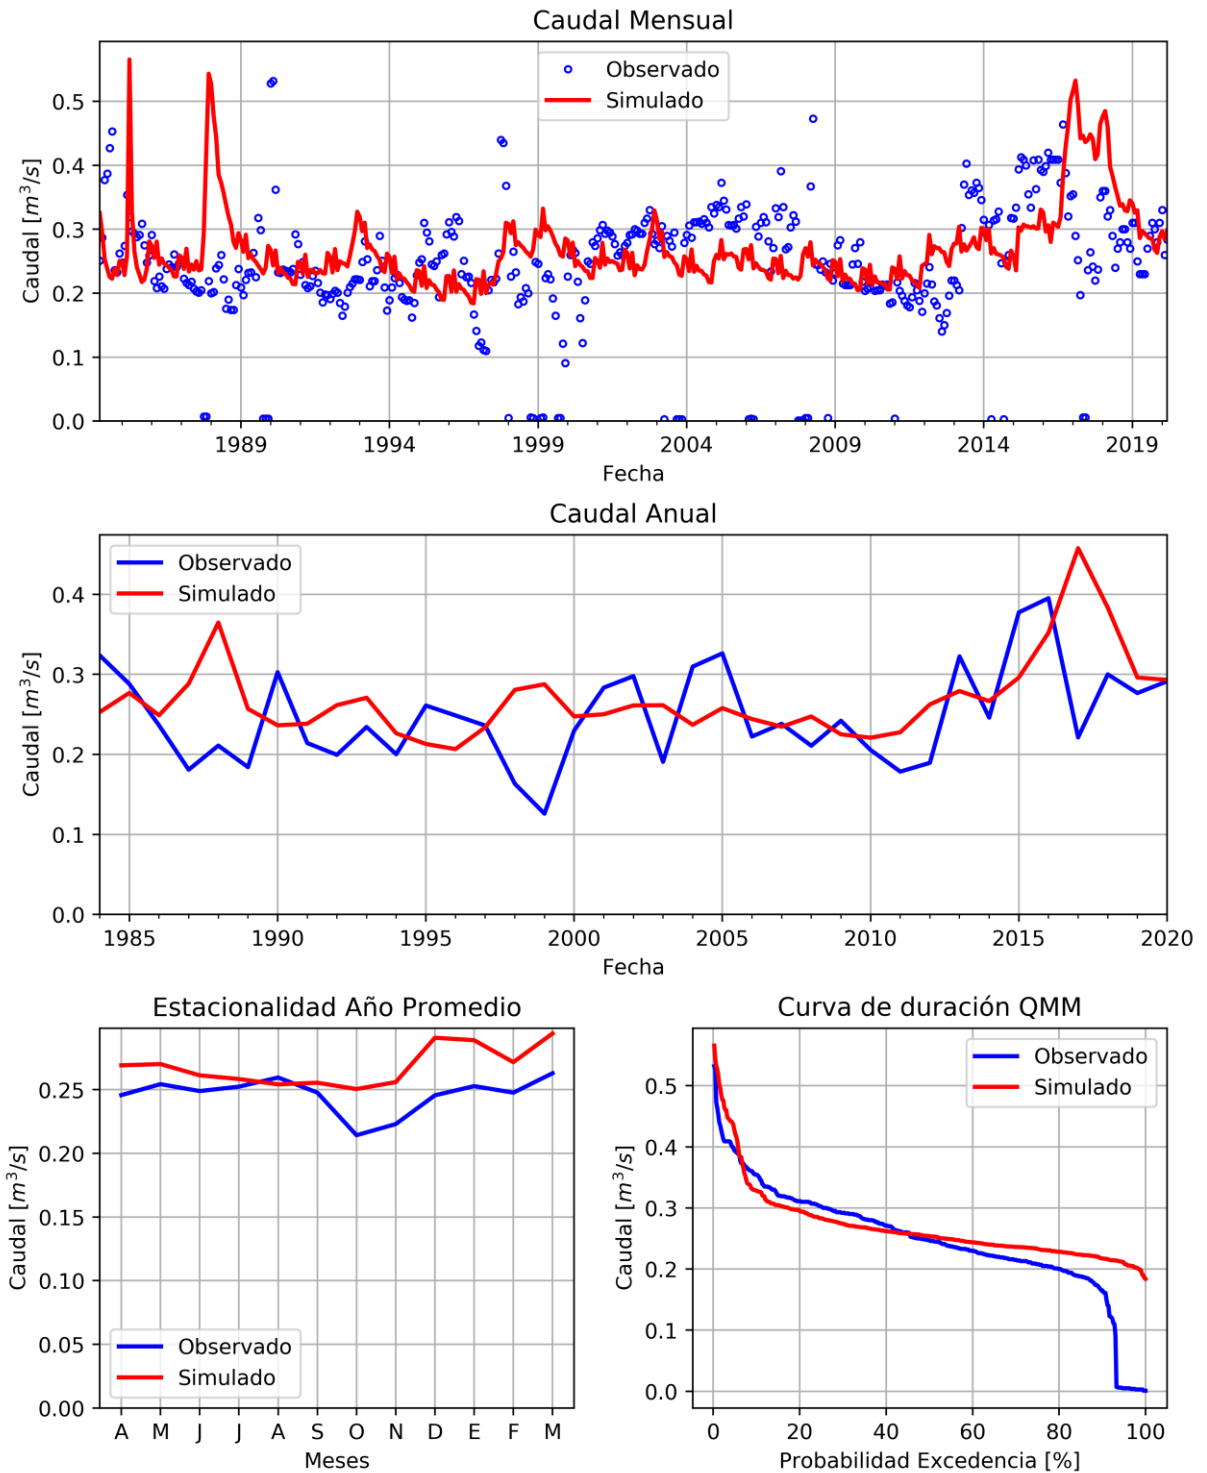 Caudal Mensual
Caudal [m³/s]
0.5
0.4
0.3
0.2
0.1
0.0
Observado
Simulado
1989 1994 1999 2004 2009 2014 2019
Fecha
Caudal Anual
Caudal [m³/s]
0.4
0.3
0.2
0.1
0.0
Observado
Simulado
1985 1990 1995 2000 2005 2010 2015 2020
Fecha
Estacionalidad Año Promedio
Caudal [m³/s]
0.25
0.20
0.15
0.10
0.05
0.00
Observado
Simulado
A M J J A S O N D E F M
Meses
Curva de duración QMM
Caudal [m³/s]
0.5
0.4
0.3
0.2
0.1
0.0
Observado
Simulado
0 20 40 60 80 100
Probabilidad Excedencia [%]